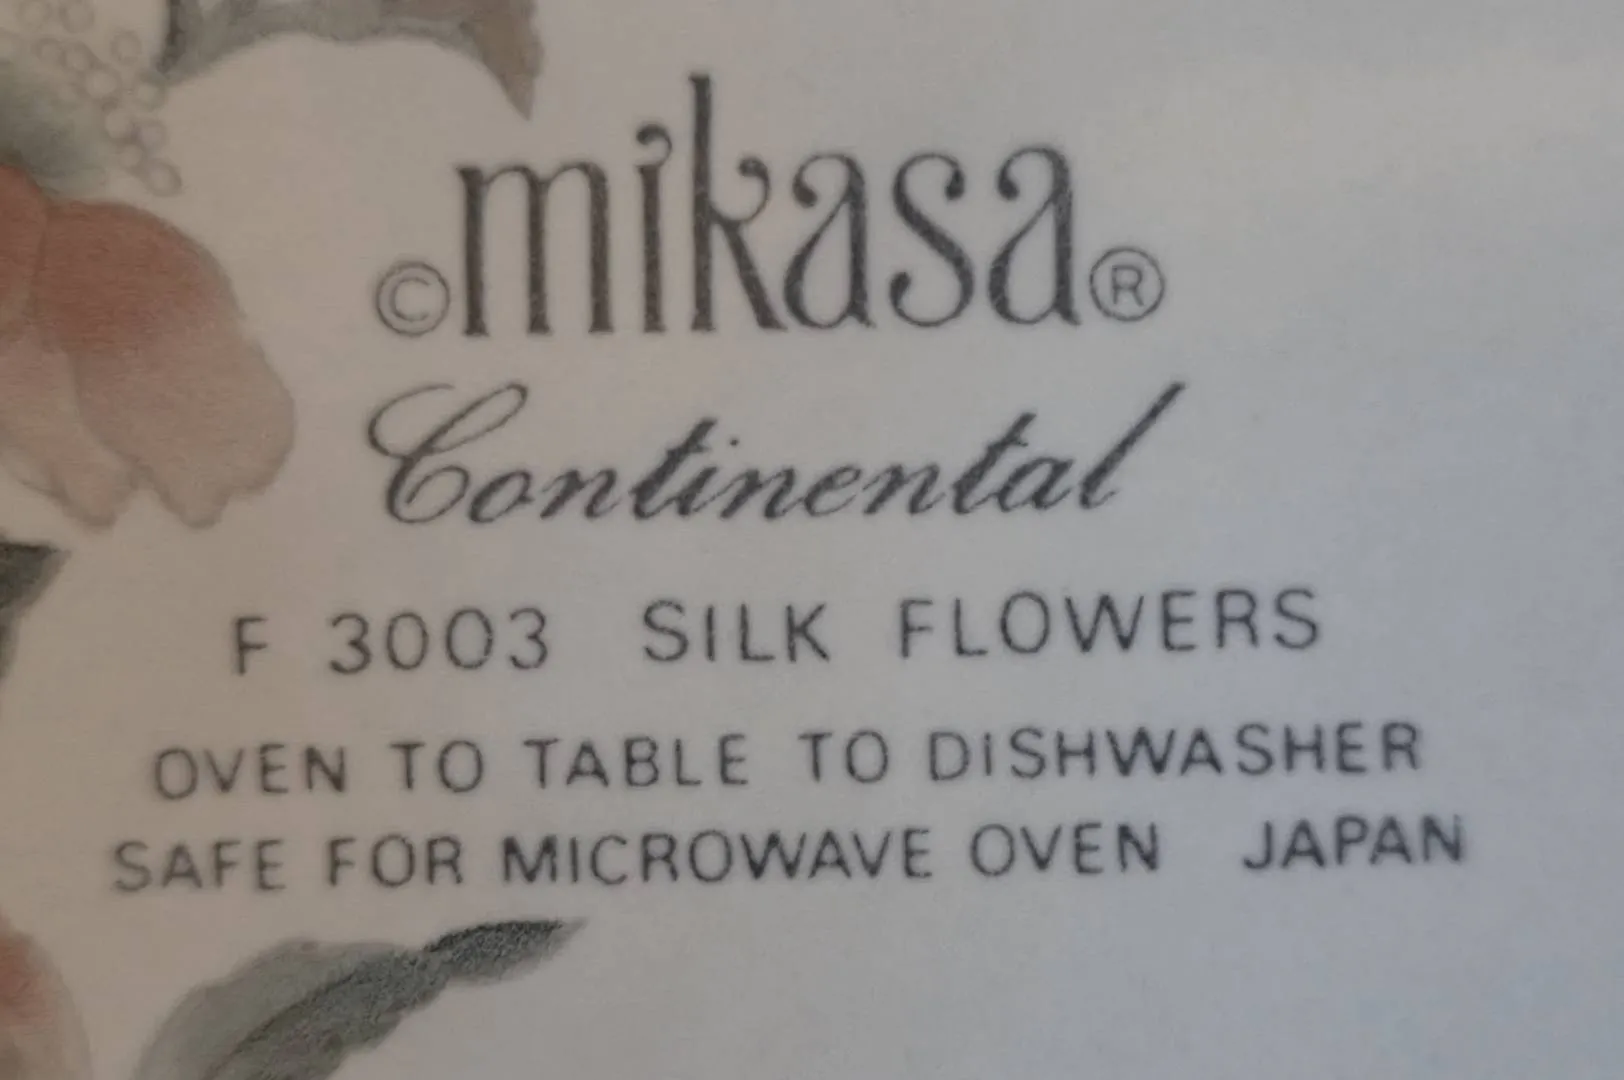 ©mikasa®
Continental
F 3003 SILK FLOWERS
OVEN TO TABLE TO DISHWASHER
SAFE FOR MICROWAVE OVEN JAPAN